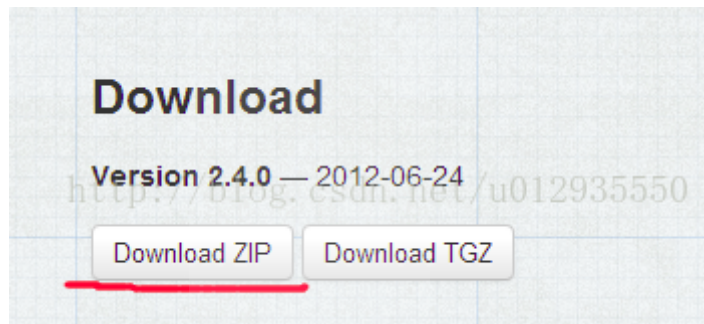 Download
Version 2.4.0 — 2012-06-24
http://blog.csdn.net/u012935550
Download ZIP Download TGZ